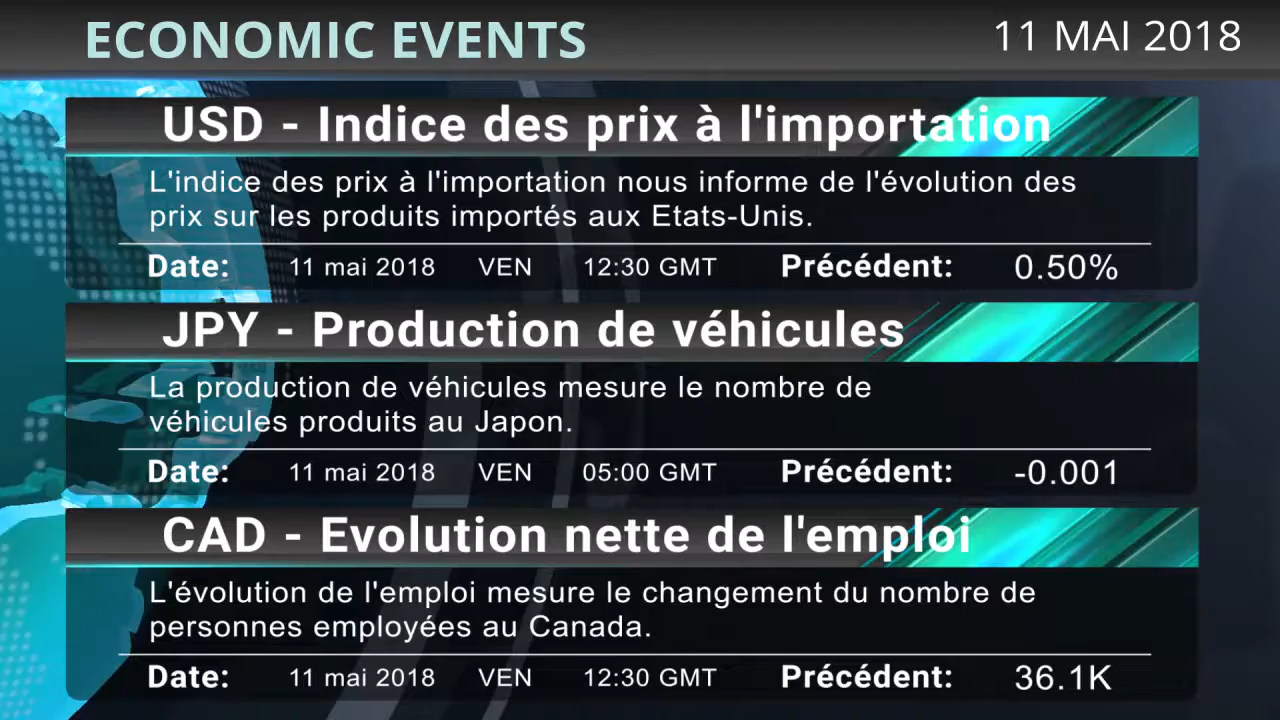 ECONOMIC EVENTS 11 MAI 2018
USD - Indice des prix à l'importation
L'indice des prix à l'importation nous informe de l'évolution des
prix sur les produits importés aux Etats-Unis.
Date: 11 mai 2018 VEN 12:30 GMT Précédent: 0.50%
JPY - Production de véhicules
La production de véhicules mesure le nombre de
véhicules produits au Japon.
Date: 11 mai 2018 VEN 05:00 GMT Précédent: -0.001
CAD - Evolution nette de l'emploi
L'évolution de l'emploi mesure le changement du nombre de
personnes employées au Canada.
Date: 11 mai 2018 VEN 12:30 GMT Précédent: 36.1K